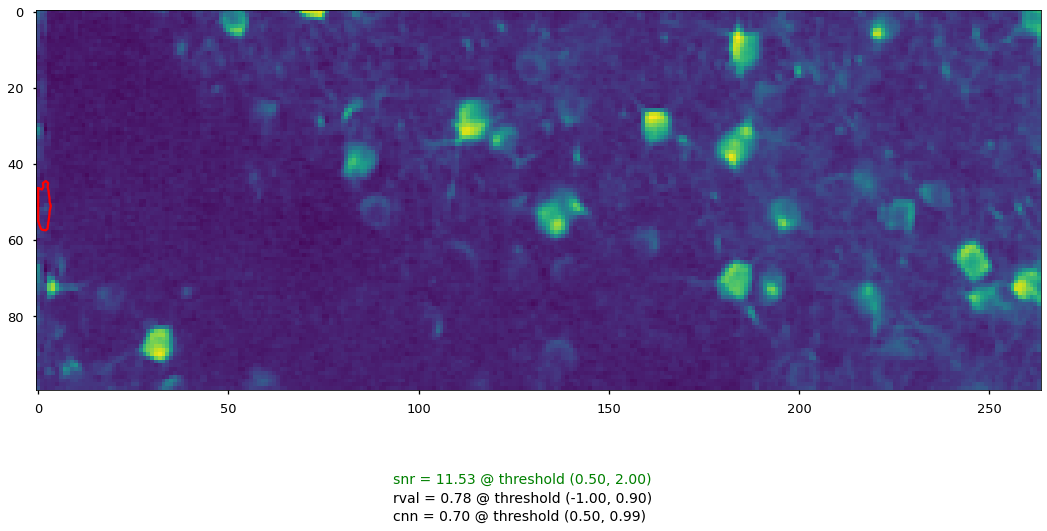 0
20
40
60
80
0 50 100 150 200 250
snr = 11.53 @ threshold (0.50, 2.00)
rval = 0.78 @ threshold (-1.00, 0.90)
cnn = 0.70 @ threshold (0.50, 0.99)